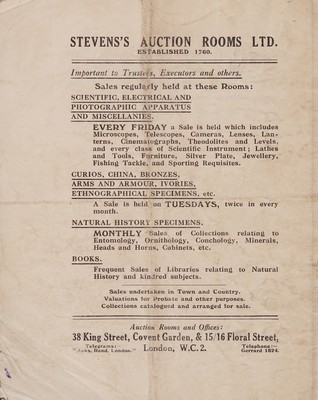 STEVENS'S AUCTION ROOMS LTD.
ESTABLISHED 1760.
Important to Trustees, Executors and others.
Sales regularly held at these Rooms:
SCIENTIFIC, ELECTRICAL AND
PHOTOGRAPHIC APPARATUS
AND MISCELLANIES.
EVERY FRIDAY a Sale is held which includes
Microscopes, Telescopes, Cameras, Lenses, Lan-
terns, Cinematographs, Theodolites and Levels,
and every class of Scientific Instrument; Lathes
and Tools, Furniture, Silver Plate, Jewellery,
Fishing Tackle, and Sporting Requisites.
CURIOS, CHINA, BRONZES,
ARMS AND ARMOUR, IVORIES,
ETHNOGRAPHICAL SPECIMENS, etc.
A Sale is held on TUESDAYS, twice in every
month.
NATURAL HISTORY SPECIMENS.
MONTHLY Sales of Collections relating to
Entomology, Ornithology, Conchology, Minerals,
Heads and Horns, Cabinets, etc.
BOOKS.
Frequent Sales of Libraries relating to Natural
History and kindred subjects.
Sales undertaken in Town and Country.
Valuations for Probate and other purposes.
Collections catalogued and arranged for sale.
Auction Rooms and Offices:
38 King Street, Covent Garden, & 15/16 Floral Street,
Telegrams:
Rand, London."
London, W.C.2.
Telephone:
Gerrard 1824.